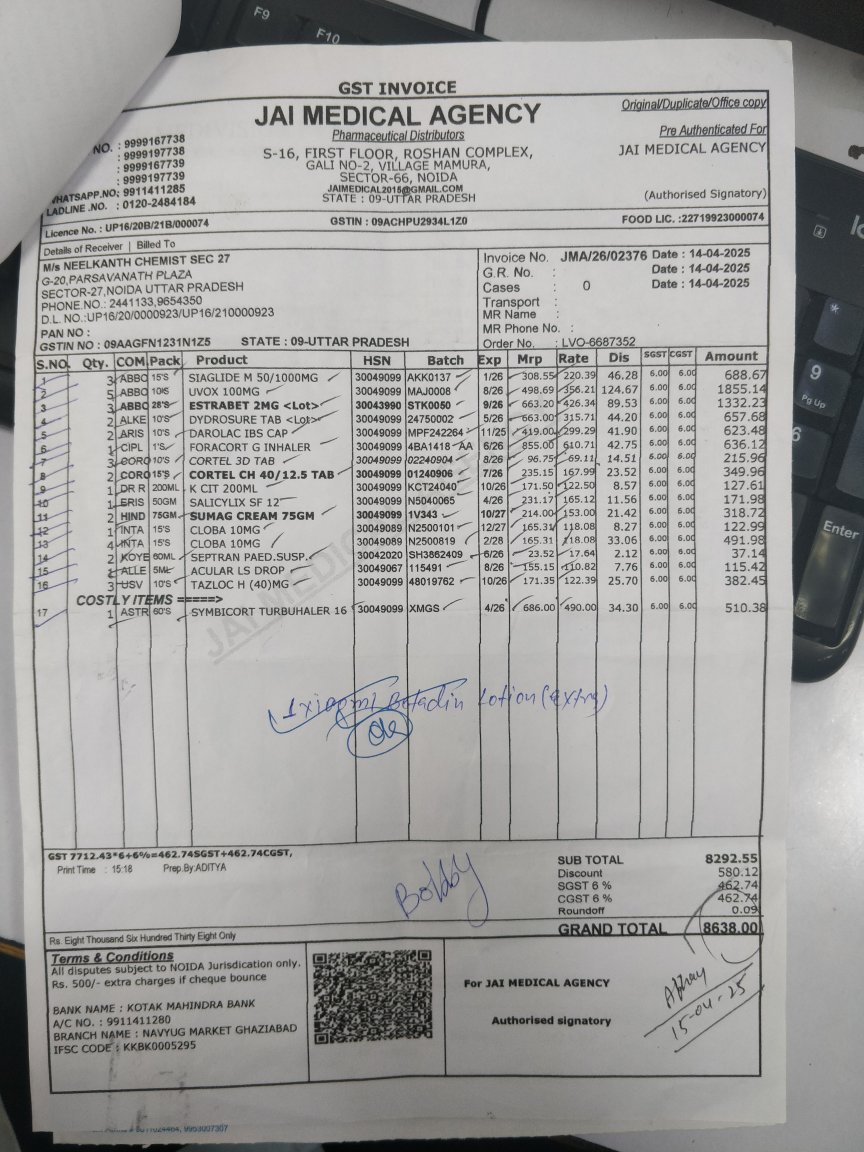 F9
F10
GST INVOICE
Original/Duplicate/Office copy
JAI MEDICAL AGENCY
Pharmaceutical Distributors
Pre Authenticated For
JAI MEDICAL AGENCY
S-16, FIRST FLOOR, ROSHAN COMPLEX,
GALI NO-2, VILLAGE MAMURA,
SECTOR-66, NOIDA
JAIMEDICAL2015@GMAIL.COM
STATE : 09-UTTAR PRADESH
(Authorised Signatory)
NO. : 9999167738
: 9999197738
: 9999167739
: 9999197739
WHATSAPP.NO: 9911411285
LADLINE .NO. : 0120-2484184
Licence No. : UP16/20B/21B/000074 GSTIN : 09ACHPU2934L1Z0 FOOD LIC. :22719923000074
Details of Receiver | Billed To
M/s NEELKANTH CHEMIST SEC 27
G-20,PARSAVANATH PLAZA
SECTOR-27,NOIDA UTTAR PRADESH
PHONE.NO.: 2441133,9654350
D.L.NO.:UP16/20/0000923/UP16/210000923
PAN NO :
GSTIN NO : 09AAGFN1231N1Z5 STATE : 09-UTTAR PRADESH
Invoice No. JMA/26/02376 Date : 14-04-2025
G.R. No. : Date : 14-04-2025
Cases : 0 Date : 14-04-2025
Transport :
MR Name :
MR Phone No. :
Order No. : LVO-6687352
S.NO. Qty. COM Pack Product HSN Batch Exp Mrp Rate Dis SGST CGST Amount
1 3 ABBO 15'S SIAGLIDE M 50/1000MG 30049099 AKK0137 1/26 308.55 220.39 46.28 6.00 6.00 688.67
2 5 ABBO 10'S UVOX 100MG 30049099 MAJ0008 8/26 498.69 356.21 124.67 6.00 6.00 1855.14
3 3 ABBO 10'S ESTRABET 2MG <Lot> 30043990 STK0050 9/26 663.20 426.34 89.53 6.00 6.00 1332.23
4 2 ALKE 10'S DYDROSURE TAB <Lot> 30049099 24750002 5/26 663.00 315.71 44.20 6.00 6.00 657.68
5 2 ARIS 10'S DAROLAC IBS CAP 30049099 MPF242264 11/25 419.00 299.29 41.90 6.00 6.00 623.48
6 1 CIPL 1'S FORACORT G INHALER 30049099 4BA1418 AA 6/26 855.00 610.71 42.75 6.00 6.00 636.12
7 3 CORO 10'S CORTEL 3D TAB 30049099 02240904 8/26 96.75 69.11 14.51 6.00 6.00 215.96
8 2 CORO 15'S CORTEL CH 40/12.5 TAB 30049099 01240906 7/26 235.15 167.99 23.52 6.00 6.00 349.96
9 1 DR R 200ML K CIT 200ML 30049099 KCT24040 10/26 171.50 122.50 8.57 6.00 6.00 127.61
10 1 ERIS 50GM SALICYLIX SF 12 30049099 N5040065 4/26 231.17 165.12 11.56 6.00 6.00 171.98
11 2 HIND 75GM SUMAG CREAM 75GM 30049099 1V343 10/27 214.00 153.00 21.42 6.00 6.00 318.72
12 1 INTA 15'S CLOBA 10MG 30049089 N2500101 12/27 165.31 118.08 8.27 6.00 6.00 122.99
13 4 INTA 15'S CLOBA 10MG 30049089 N2500819 2/28 165.31 118.08 33.06 6.00 6.00 491.98
14 2 KOYE 60ML SEPTRAN PAED.SUSP. 30042020 SH3862409 6/26 23.52 17.64 2.12 6.00 6.00 37.14
15 1 ALLE 5ML ACULAR LS DROP 30049067 115491 8/26 155.15 110.82 7.76 6.00 6.00 115.42
16 3 USV 10'S TAZLOC H (40)MG 30049099 48019762 10/26 171.35 122.39 25.70 6.00 6.00 382.45
COSTLY ITEMS =====>
17 1 ASTR 60'S SYMBICORT TURBUHALER 16 30049099 XMGS 4/26 686.00 490.00 34.30 6.00 6.00 510.38
JAI MEDIC
Betadin Lotion (extra)
Ok
GST 7712.43*6+6%=462.74SGST+462.74CGST,
Print Time : 15:18 Prep.By:ADITYA
Bobby
SUB TOTAL 8292.55
Discount 580.12
SGST 6 % 462.74
CGST 6 % 462.74
Roundoff 0.09
GRAND TOTAL 8638.00
Rs. Eight Thousand Six Hundred Thirty Eight Only
Terms & Conditions
All disputes subject to NOIDA Jurisdication only.
Rs. 500/- extra charges if cheque bounce
BANK NAME : KOTAK MAHINDRA BANK
A/C NO. : 9911411280
BRANCH NAME : NAVYUG MARKET GHAZIABAD
IFSC CODE : KKBK0005295
For JAI MEDICAL AGENCY
Authorised signatory
Abhay
15-04-25
9
Pg Up
6
Enter